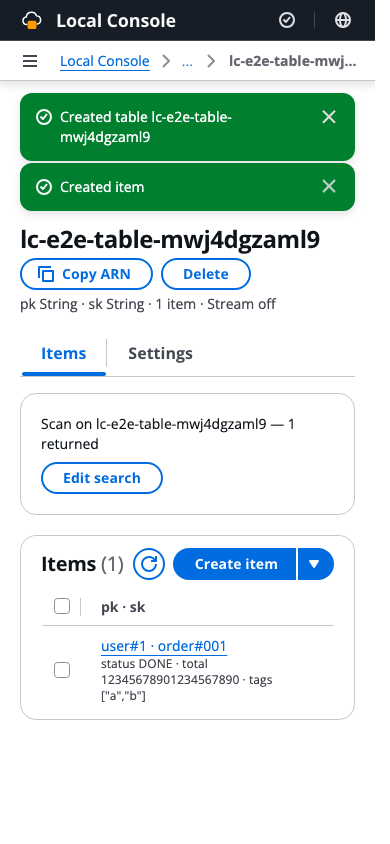 Local Console
Local Console
...
lc-e2e-table-mwj...
Created table lc-e2e-table-
mwj4dgzaml9
Created item
lc-e2e-table-mwj4dgzaml9
Copy ARN
Delete
pk String · sk String · 1 item · Stream off
Items
Settings
Scan on lc-e2e-table-mwj4dgzaml9 — 1
returned
Edit search
Items (1)
Create item
pk · sk
user#1 · order#001
status DONE · total
12345678901234567890 · tags
["a","b"]